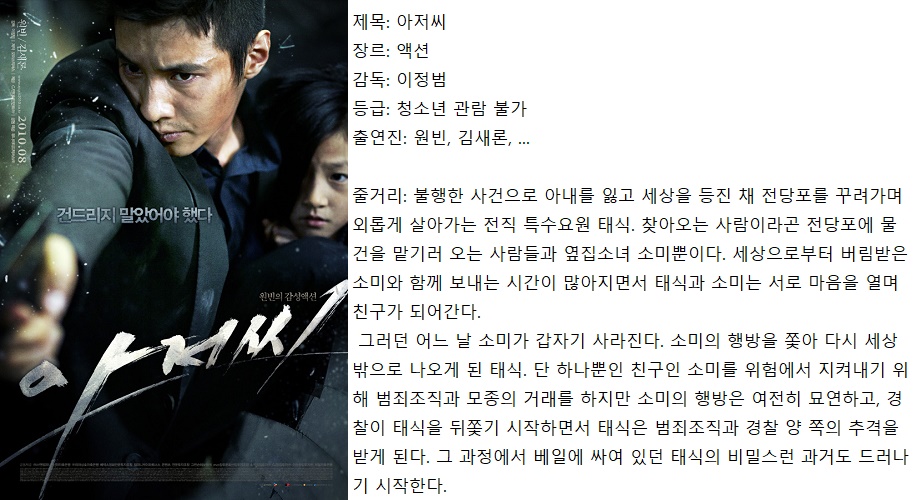 원빈 / 김새론
2010.08
건드리지 말았어야 했다
원빈의 감성액션
아저씨
제목: 아저씨
장르: 액션
감독: 이정범
등급: 청소년 관람 불가
출연진: 원빈, 김새론, ...
줄거리: 불행한 사건으로 아내를 잃고 세상을 등진 채 전당포를 꾸려가며
외롭게 살아가는 전직 특수요원 태식. 찾아오는 사람이라곤 전당포에 물
건을 맡기러 오는 사람들과 옆집소녀 소미뿐이다. 세상으로부터 버림받은
소미와 함께 보내는 시간이 많아지면서 태식과 소미는 서로 마음을 열며
친구가 되어간다.
그러던 어느 날 소미가 갑자기 사라진다. 소미의 행방을 쫓아 다시 세상
밖으로 나오게 된 태식. 단 하나뿐인 친구인 소미를 위험에서 지켜내기 위
해 범죄조직과 모종의 거래를 하지만 소미의 행방은 여전히 묘연하고, 경
찰이 태식을 뒤쫓기 시작하면서 태식은 범죄조직과 경찰 양 쪽의 추격을
받게 된다. 그 과정에서 베일에 싸여 있던 태식의 비밀스런 과거도 드러나
기 시작한다.